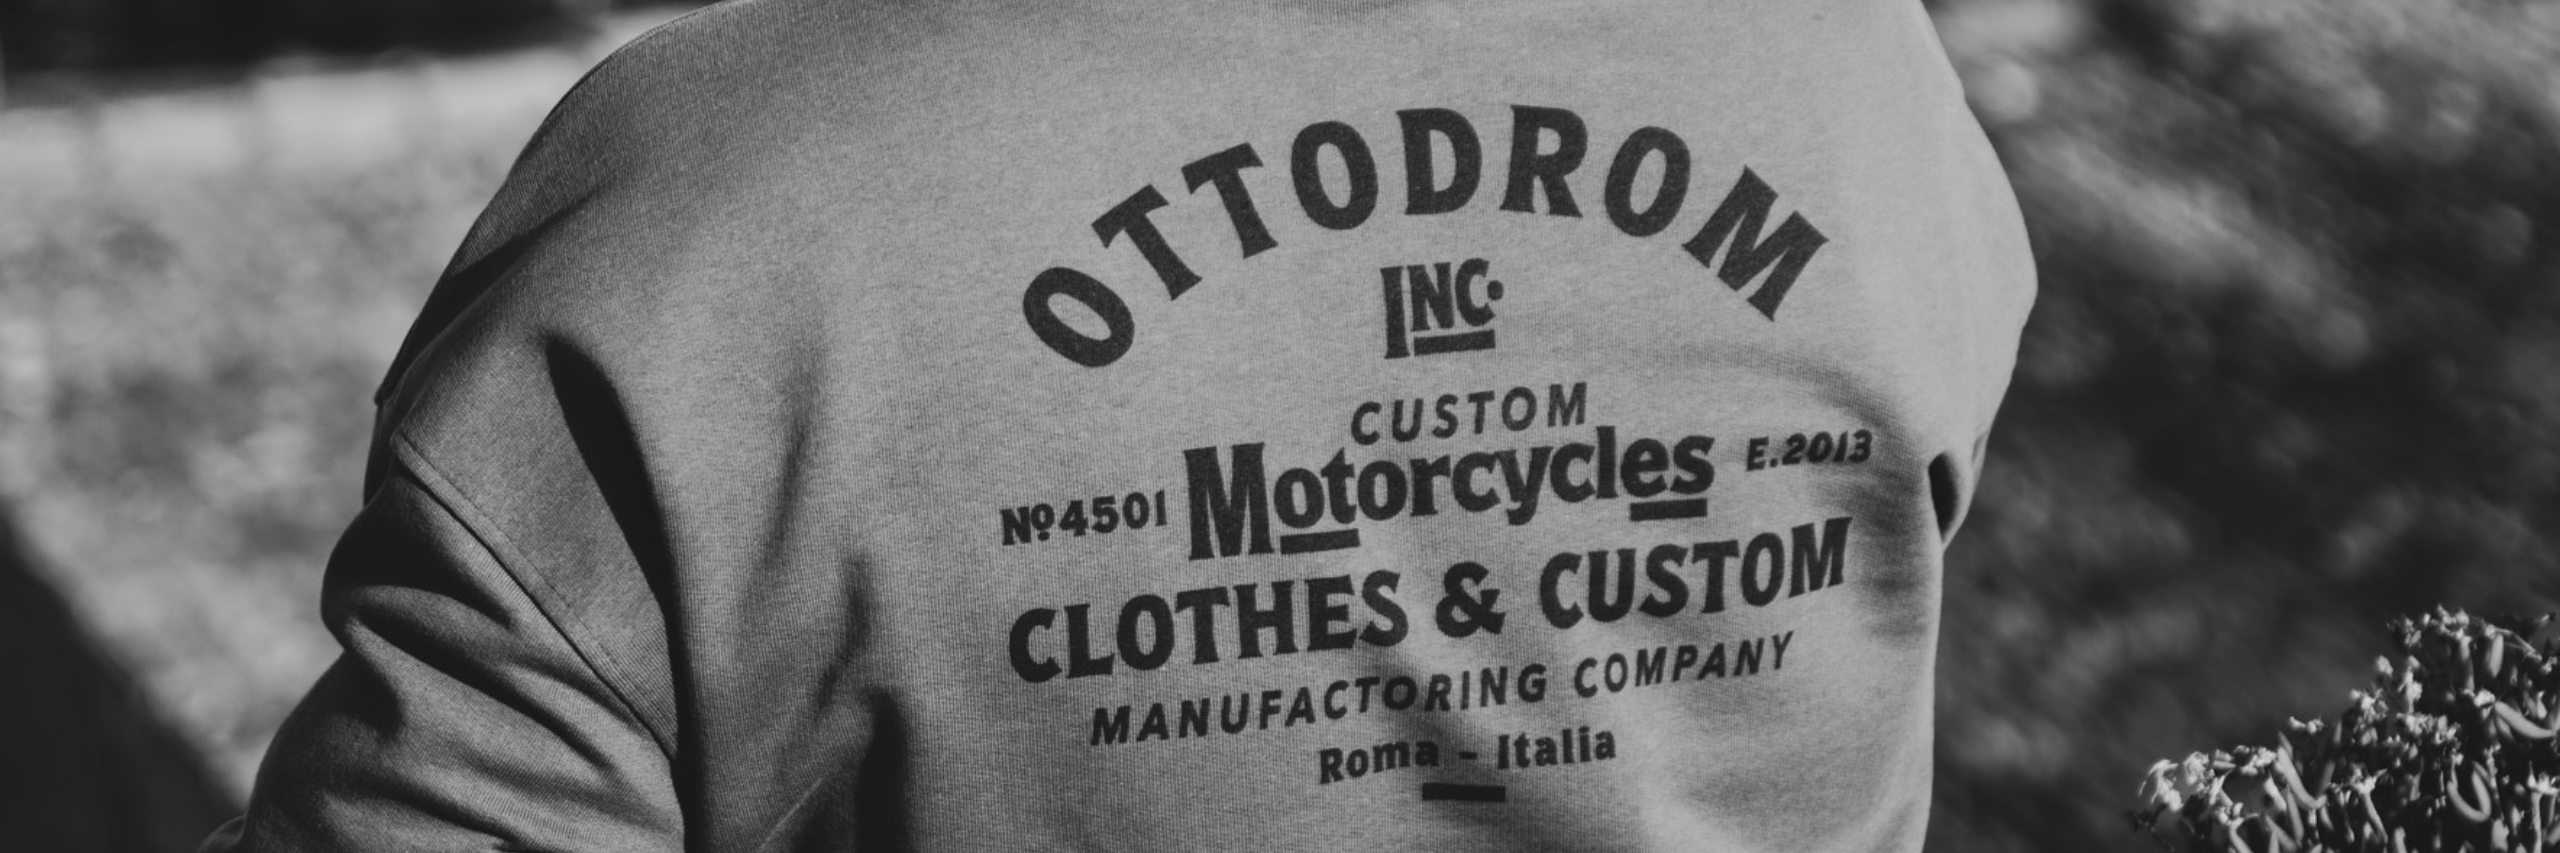 OTTODROM
INC.
CUSTOM
Nº4501 Motorcycles E.2013
CLOTHES & CUSTOM
MANUFACTORING COMPANY
Roma - Italia